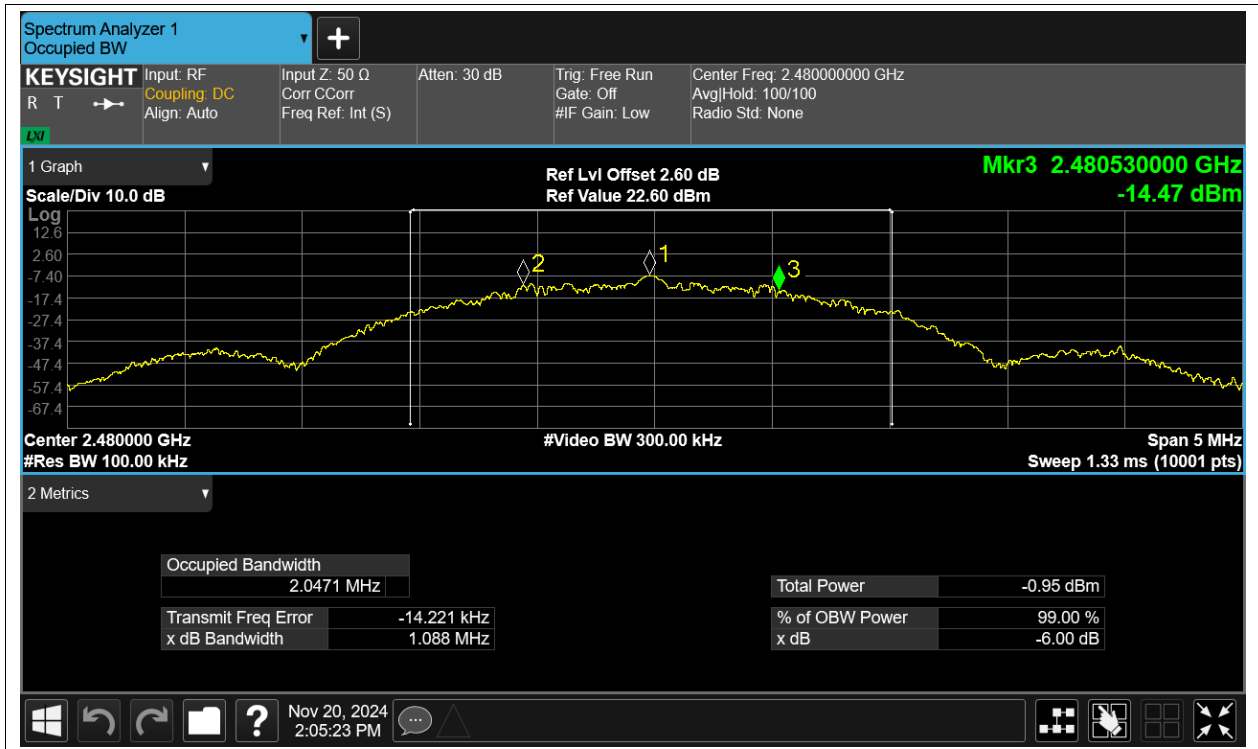 Spectrum Analyzer 1
Occupied BW
+
KEYSIGHT
R T
LXI
Input: RF
Coupling: DC
Align: Auto
Input Z: 50 Ω
Corr CCorr
Freq Ref: Int (S)
Atten: 30 dB
Trig: Free Run
Gate: Off
#IF Gain: Low
Center Freq: 2.480000000 GHz
Avg|Hold: 100/100
Radio Std: None
1 Graph
Scale/Div 10.0 dB
Ref Lvl Offset 2.60 dB
Ref Value 22.60 dBm
Mkr3 2.480530000 GHz
-14.47 dBm
Log
12.6
2.60
-7.40
-17.4
-27.4
-37.4
-47.4
-57.4
-67.4
2
1
3
Center 2.480000 GHz
#Video BW 300.00 kHz
Span 5 MHz
#Res BW 100.00 kHz
Sweep 1.33 ms (10001 pts)
2 Metrics
Occupied Bandwidth
2.0471 MHz
Transmit Freq Error -14.221 kHz
x dB Bandwidth 1.088 MHz
Total Power -0.95 dBm
% of OBW Power 99.00 %
x dB -6.00 dB
?
Nov 20, 2024
2:05:23 PM